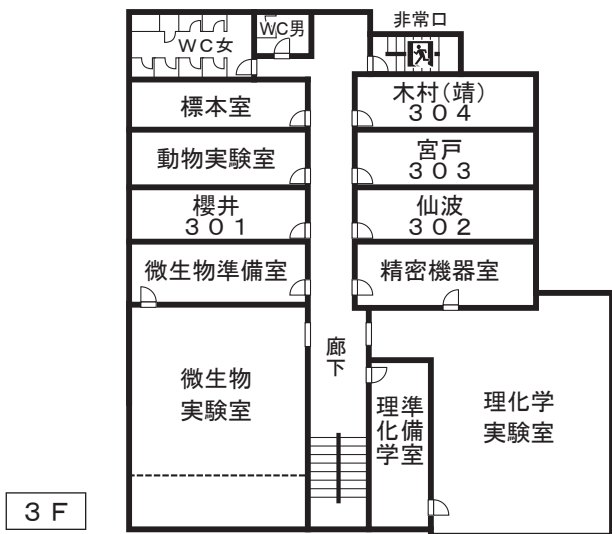 非常口
WC女
WC男
標本室
木村(靖)
304
動物実験室
宮戸
303
櫻井
301
仙波
302
微生物準備室
精密機器室
廊下
微生物
実験室
理化学
準備室
理化学
実験室
3F